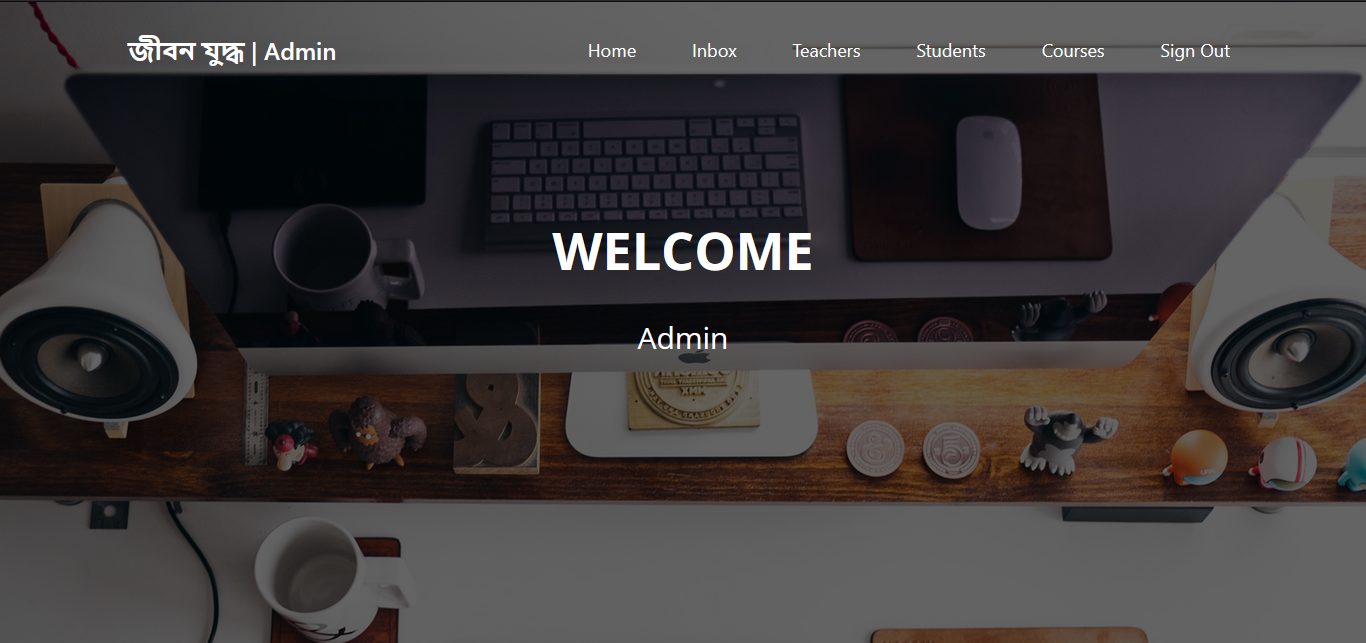 জীবন যুদ্ধ | Admin
Home
Inbox
Teachers
Students
Courses
Sign Out
WELCOME
Admin